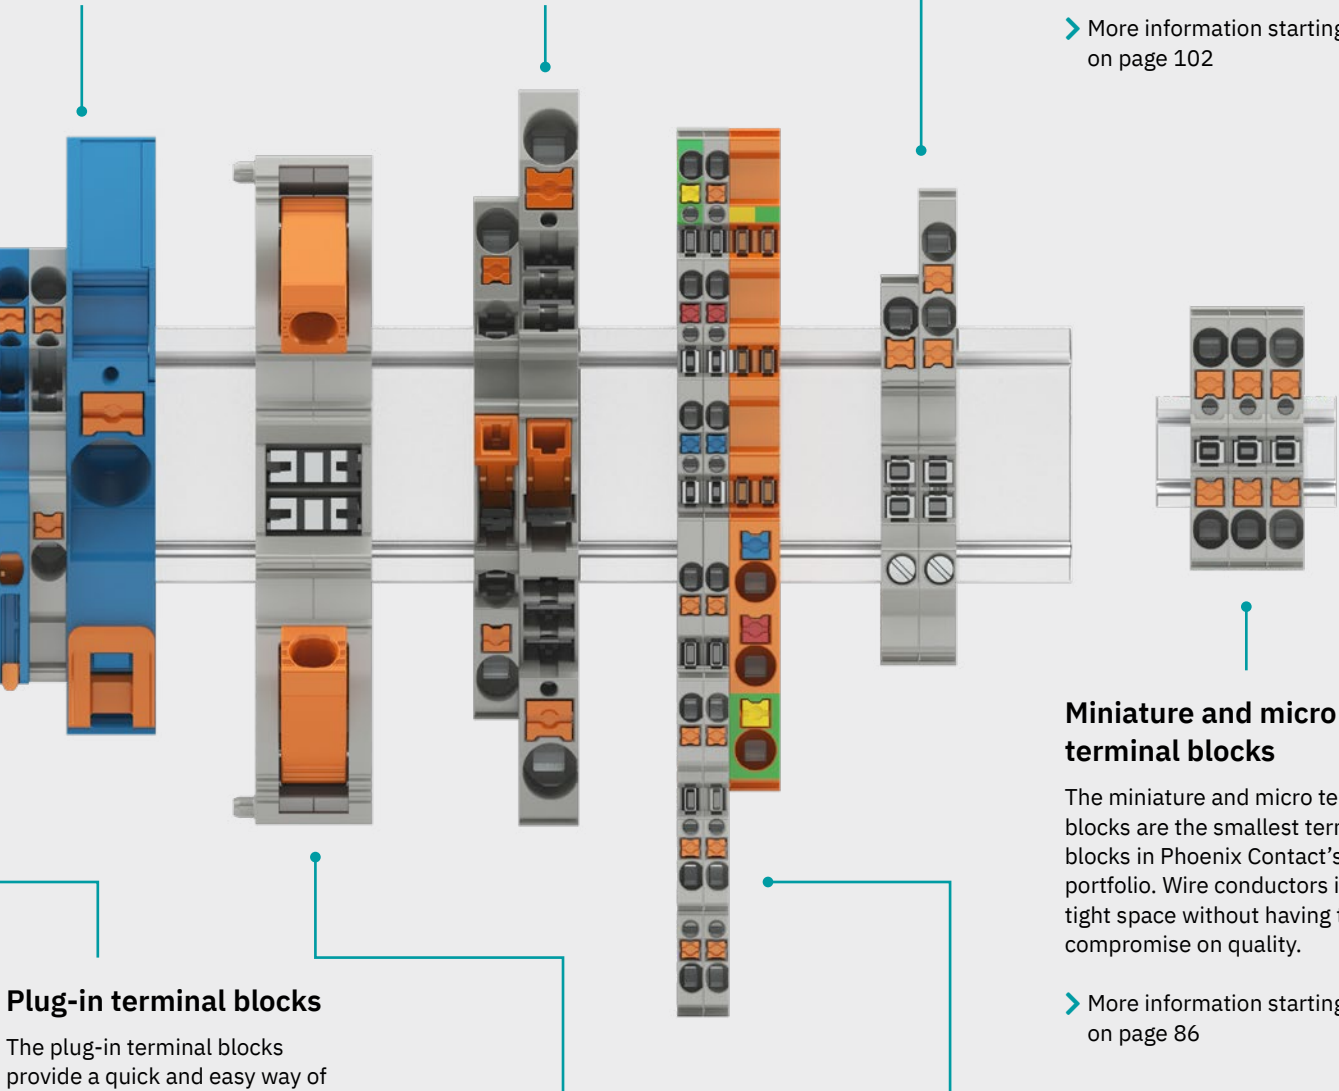 More information starting
on page 102
Miniature and micro
terminal blocks
The miniature and micro
blocks are the smallest
blocks in Phoenix Contact's
portfolio. Wire conductors
tight space without having
compromise on quality.
More information starting
on page 86
Plug-in terminal blocks
The plug-in terminal blocks
provide a quick and easy way of